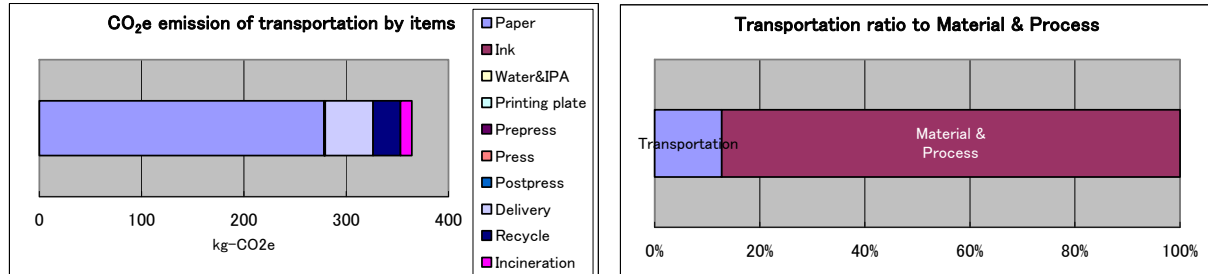 CO₂e emission of transportation by items
0
100
200
300
400
kg-CO2e
Paper
Ink
Water&IPA
Printing plate
Prepress
Press
Postpress
Delivery
Recycle
Incineration
Transportation ratio to Material & Process
Transportation
Material &
Process
0%
20%
40%
60%
80%
100%